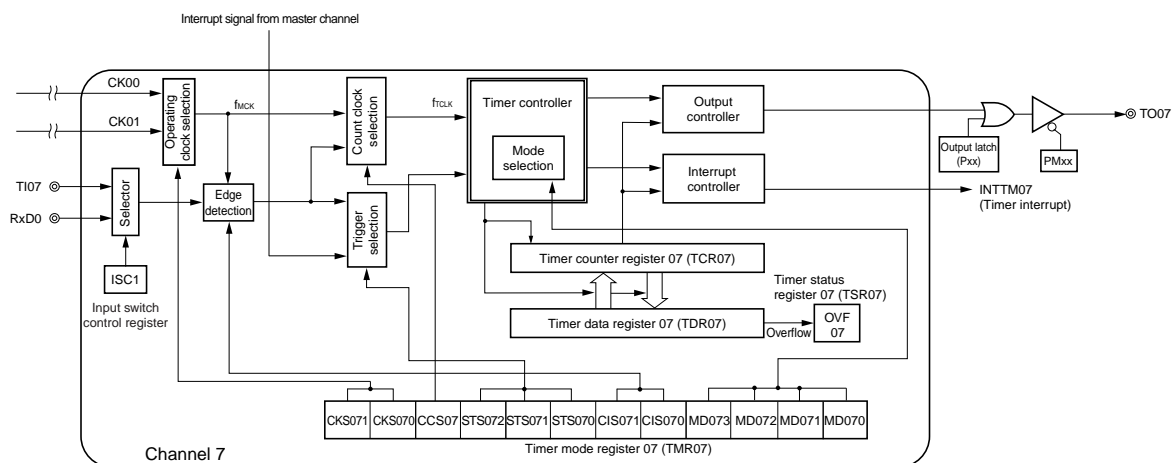 Interrupt signal from master channel
CK00
CK01
Operating
clock selection
fMCK
Count clock
selection
fTCLK
Timer controller
Mode
selection
Output
controller
Output latch
(Pxx)
PMxx
TO07
TI07
RxD0
Selector
Edge
detection
Trigger
selection
Interrupt
controller
INTTM07
(Timer interrupt)
ISC1
Input switch
control register
Timer counter register 07 (TCR07)
Timer status
register 07 (TSR07)
Timer data register 07 (TDR07)
Overflow
OVF
07
CKS071 CKS070 CCS07 STS072 STS071 STS070 CIS071 CIS070 MD073 MD072 MD071 MD070
Timer mode register 07 (TMR07)
Channel 7